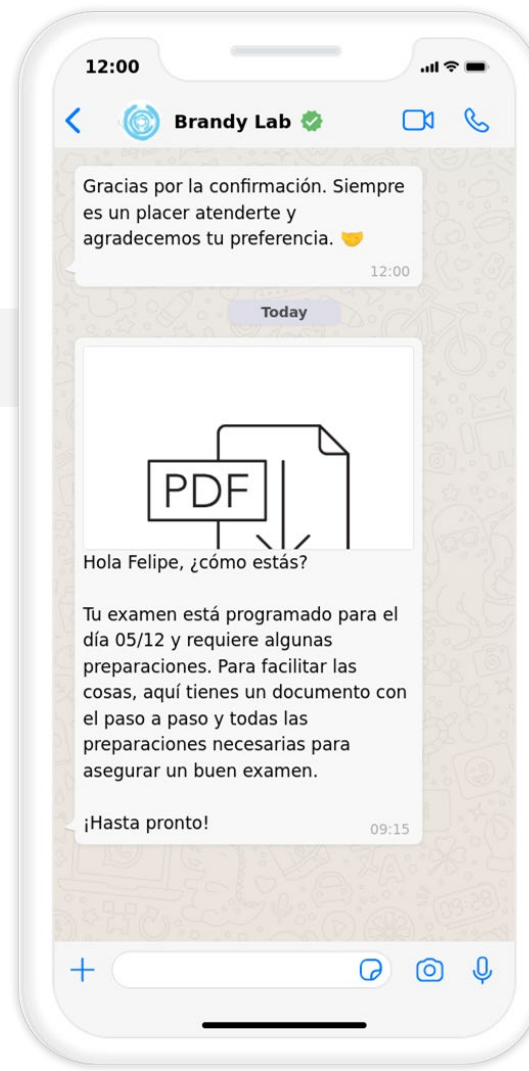 12:00
Brandy Lab
Gracias por la confirmación. Siempre
es un placer atenderte y
agradecemos tu preferencia. 🤝
12:00
Today
PDF
Hola Felipe, ¿cómo estás?
Tu examen está programado para el
día 05/12 y requiere algunas
preparaciones. Para facilitar las
cosas, aquí tienes un documento con
el paso a paso y todas las
preparaciones necesarias para
asegurar un buen examen.
¡Hasta pronto!
09:15